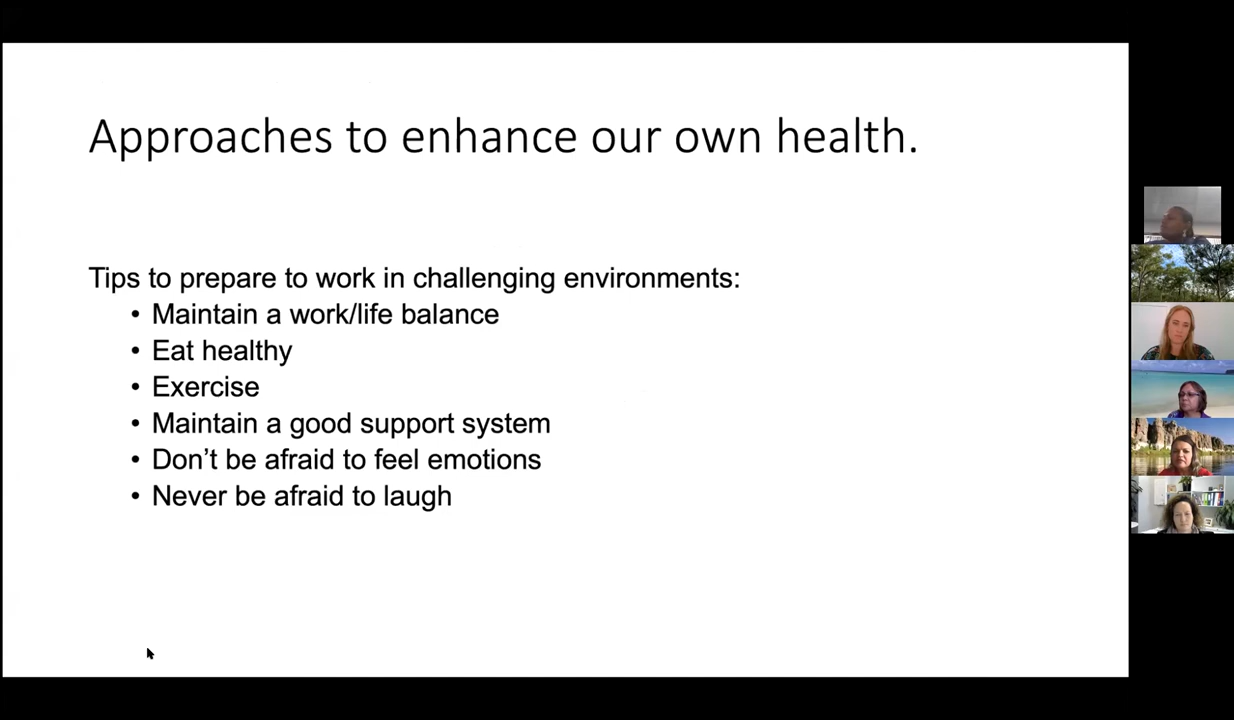 Approaches to enhance our own health.
Tips to prepare to work in challenging environments:
• Maintain a work/life balance
• Eat healthy
• Exercise
• Maintain a good support system
• Don’t be afraid to feel emotions
• Never be afraid to laugh